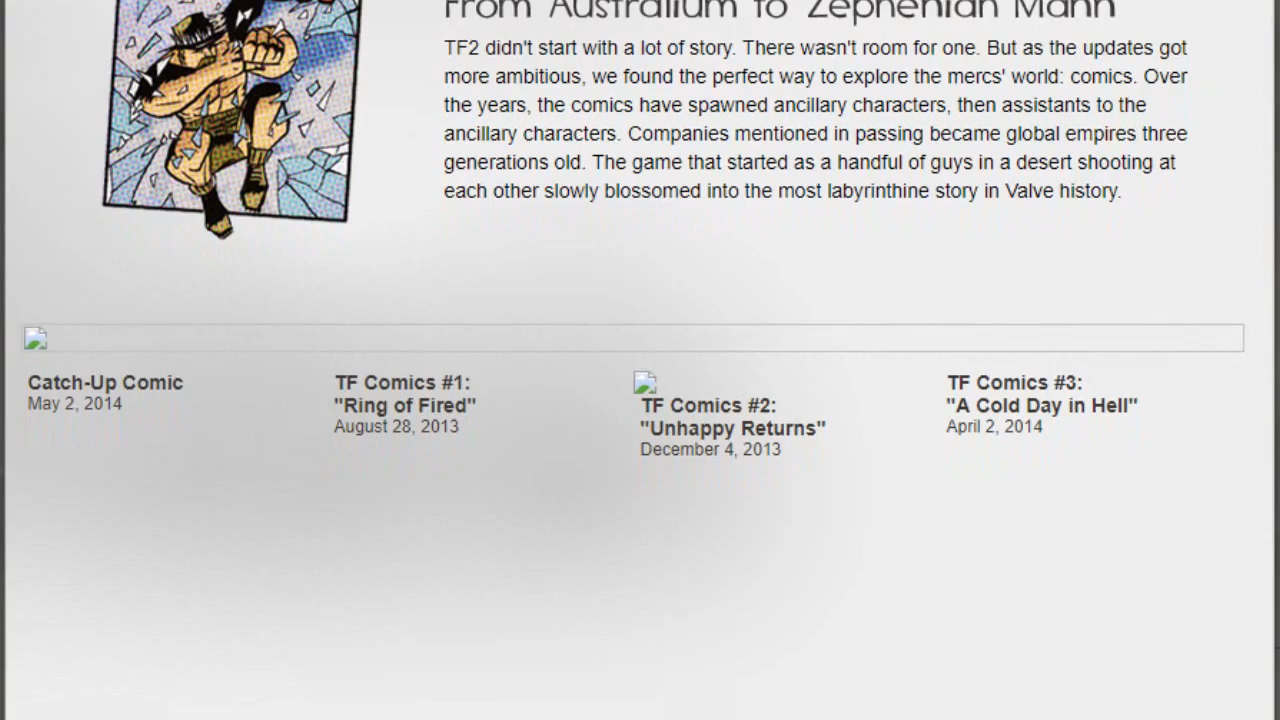 From Australium to Zepheniah Mann
TF2 didn't start with a lot of story. There wasn't room for one. But as the updates got
more ambitious, we found the perfect way to explore the mercs' world: comics. Over
the years, the comics have spawned ancillary characters, then assistants to the
ancillary characters. Companies mentioned in passing became global empires three
generations old. The game that started as a handful of guys in a desert shooting at
each other slowly blossomed into the most labyrinthine story in Valve history.
Catch-Up Comic
May 2, 2014
TF Comics #1:
"Ring of Fired"
August 28, 2013
TF Comics #2:
"Unhappy Returns"
December 4, 2013
TF Comics #3:
"A Cold Day in Hell"
April 2, 2014